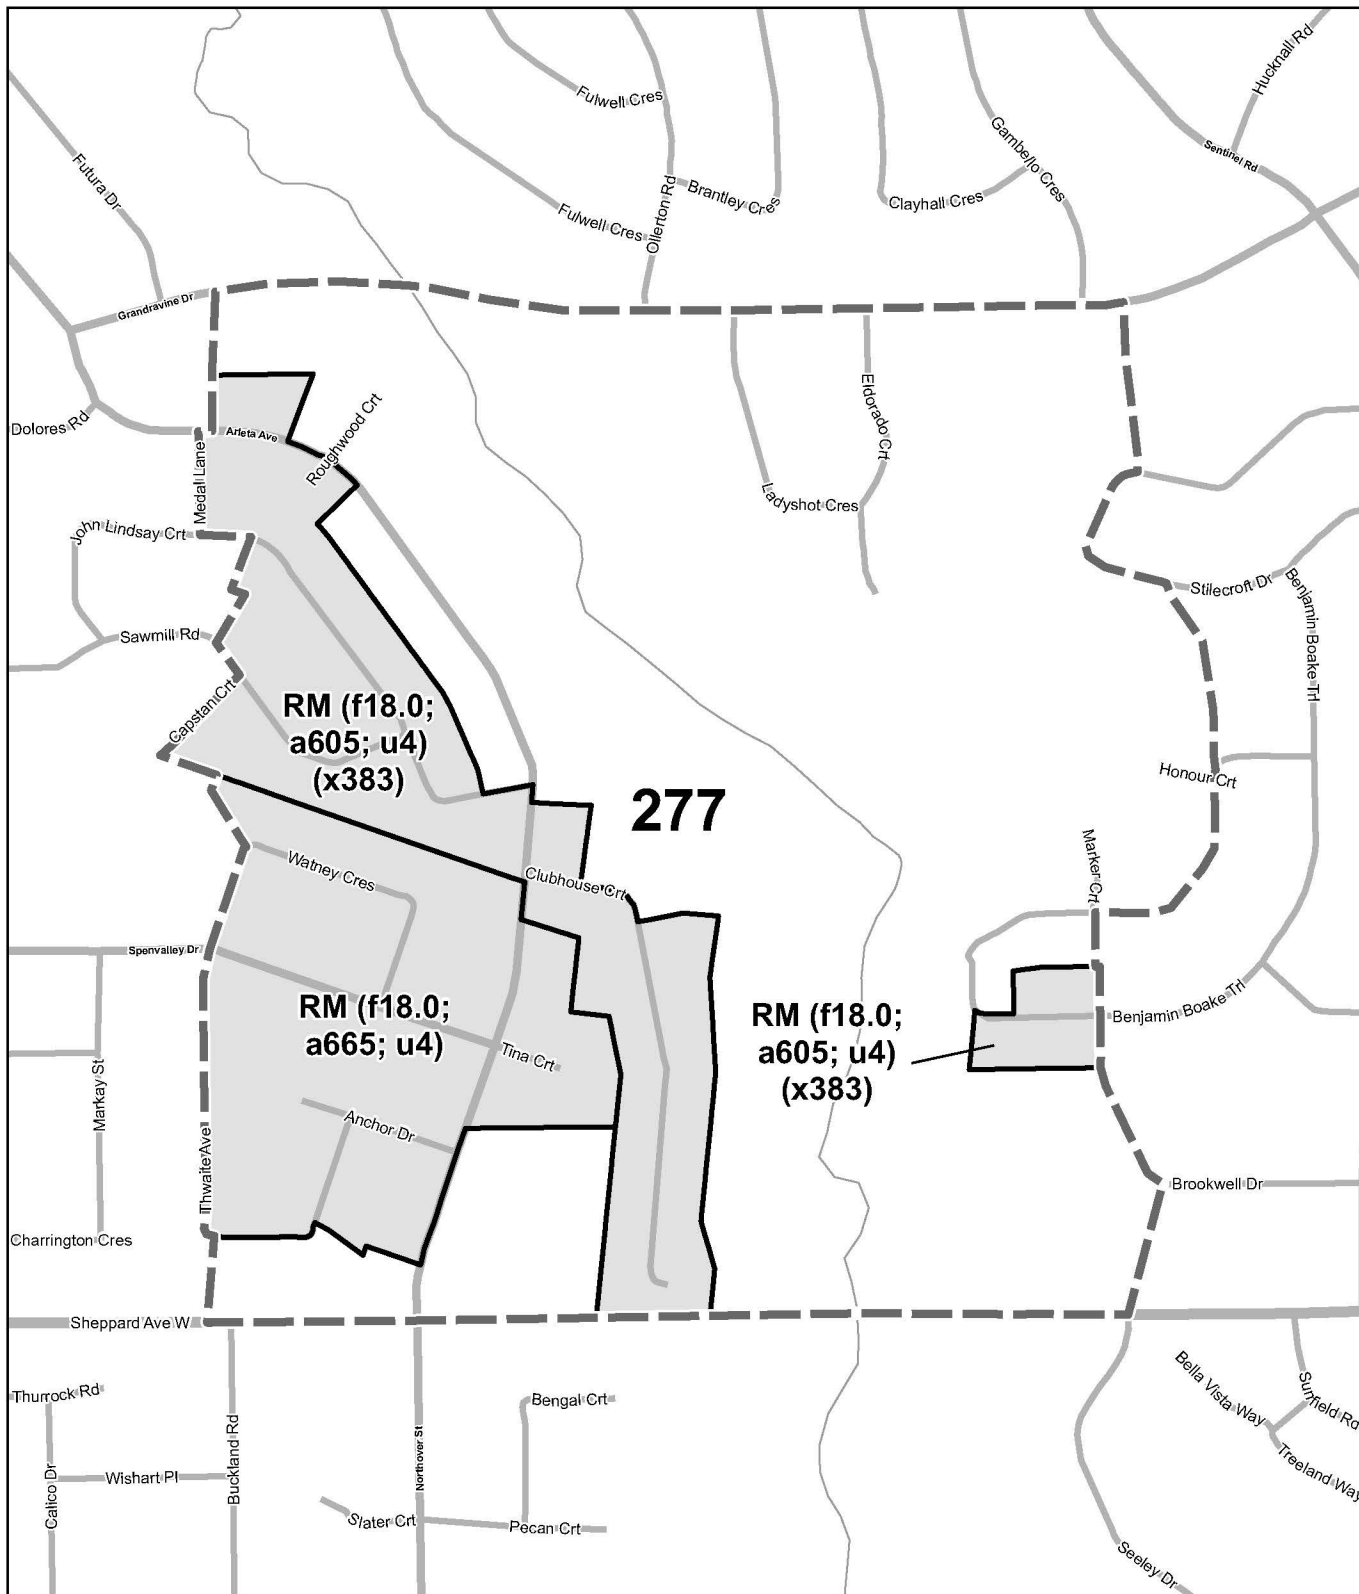 Hucknall Rd
Fulwell Cres
Gambello Cres
Sentinel Rd
Futura Dr
Brantley Cres
Clayhall Cres
Ollerton Rd
Fulwell Cres
Grandravine Dr
Eldorado Crt
Roughwood Crt
Dolores Rd
Arleta Ave
Medal Lane
Ladyshot Cres
John Lindsay Crt
Stilecroft Dr
Benjamin Boake Trl
Sawmill Rd
Capstan Crt
RM (f18.0;
a605; u4)
(x383)
277
Honour Crt
Marker Crt
Watney Cres
Clubhouse Crt
Spenvalley Dr
RM (f18.0;
a665; u4)
RM (f18.0;
a605; u4)
(x383)
Benjamin Boake Trl
Tina Crt
Markay St
Anchor Dr
Thwaite Ave
Brookwell Dr
Charrington Cres
Sheppard Ave W
Thurrock Rd
Bengal Crt
Bella Vista Way
Sunfield Rd
Buckland Rd
Northover St
Treeland Way
Wishart Pl
Calico Dr
Slater Crt
Pecan Crt
Seeley Dr